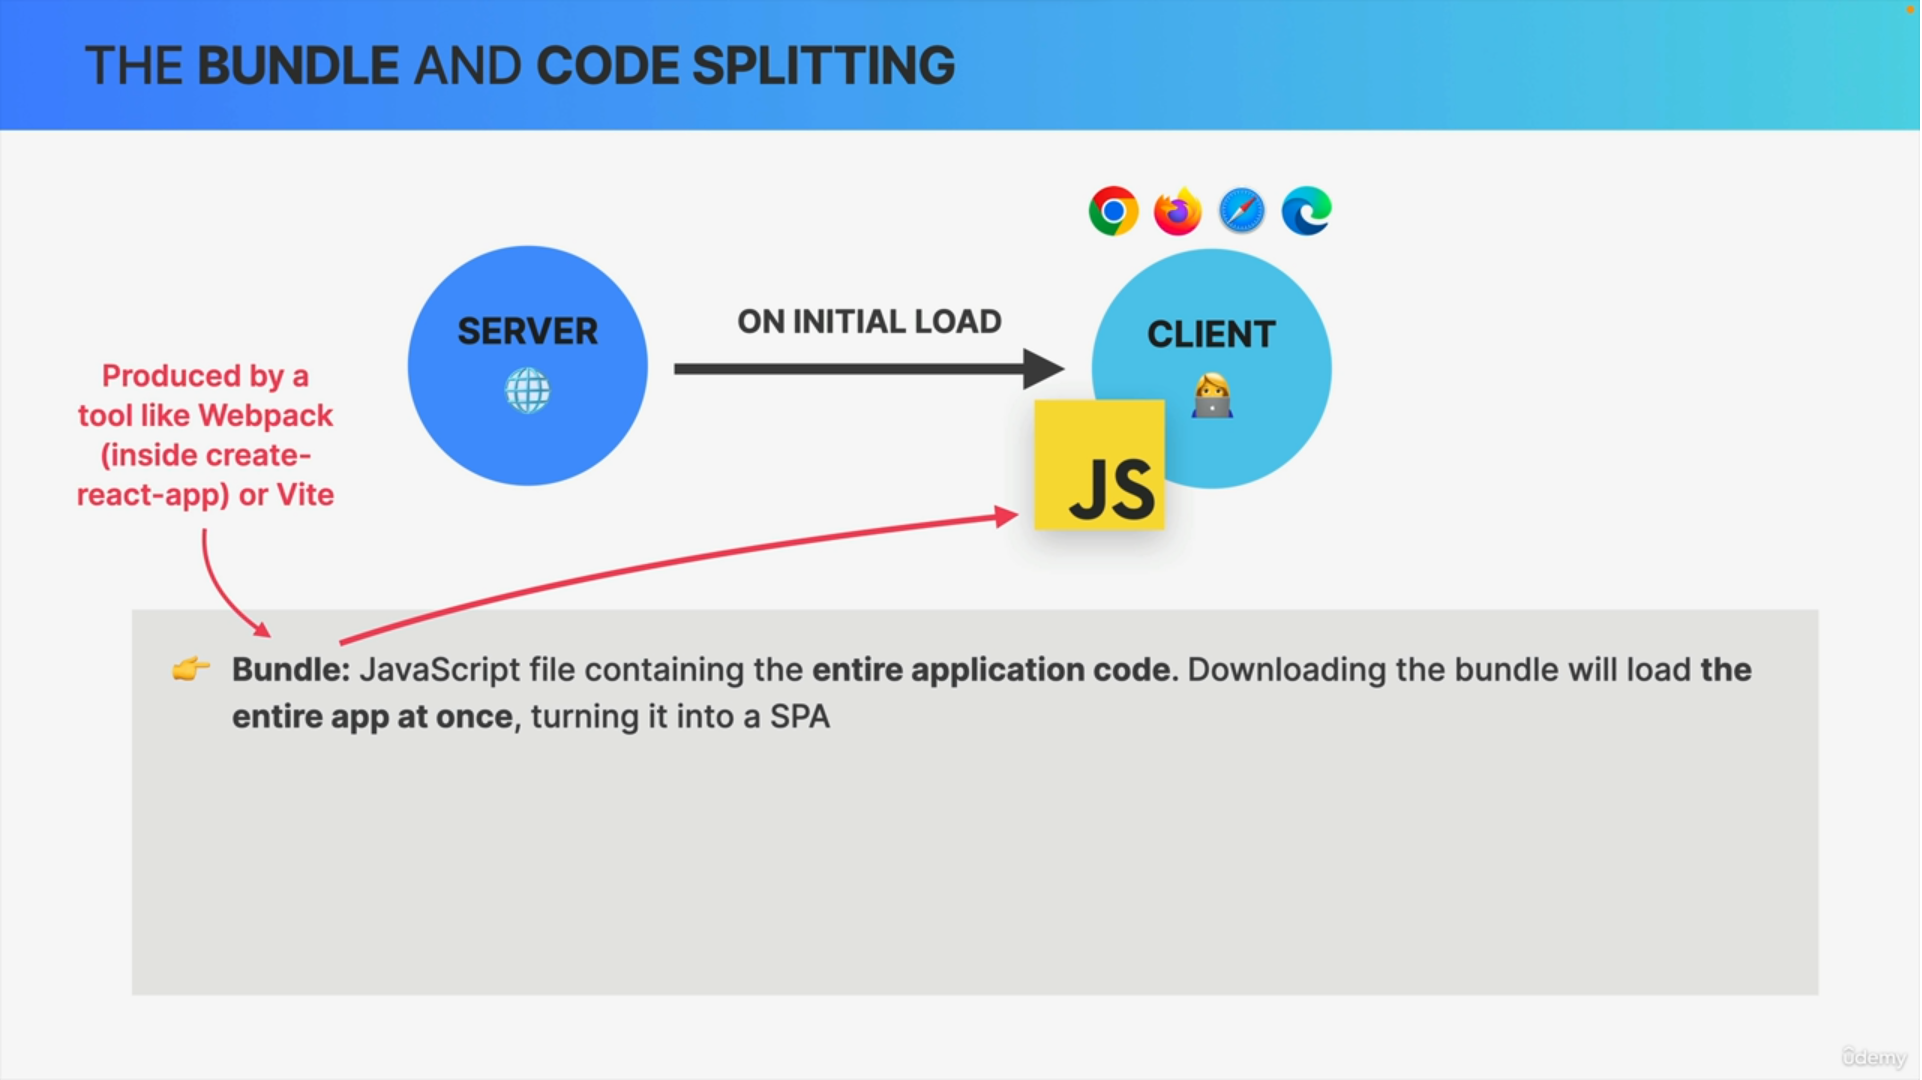 THE BUNDLE AND CODE SPLITTING
SERVER
ON INITIAL LOAD
CLIENT
JS
Produced by a
tool like Webpack
(inside create-
react-app) or Vite
👉 Bundle: JavaScript file containing the entire application code. Downloading the bundle will load the
entire app at once, turning it into a SPA
ûdemy